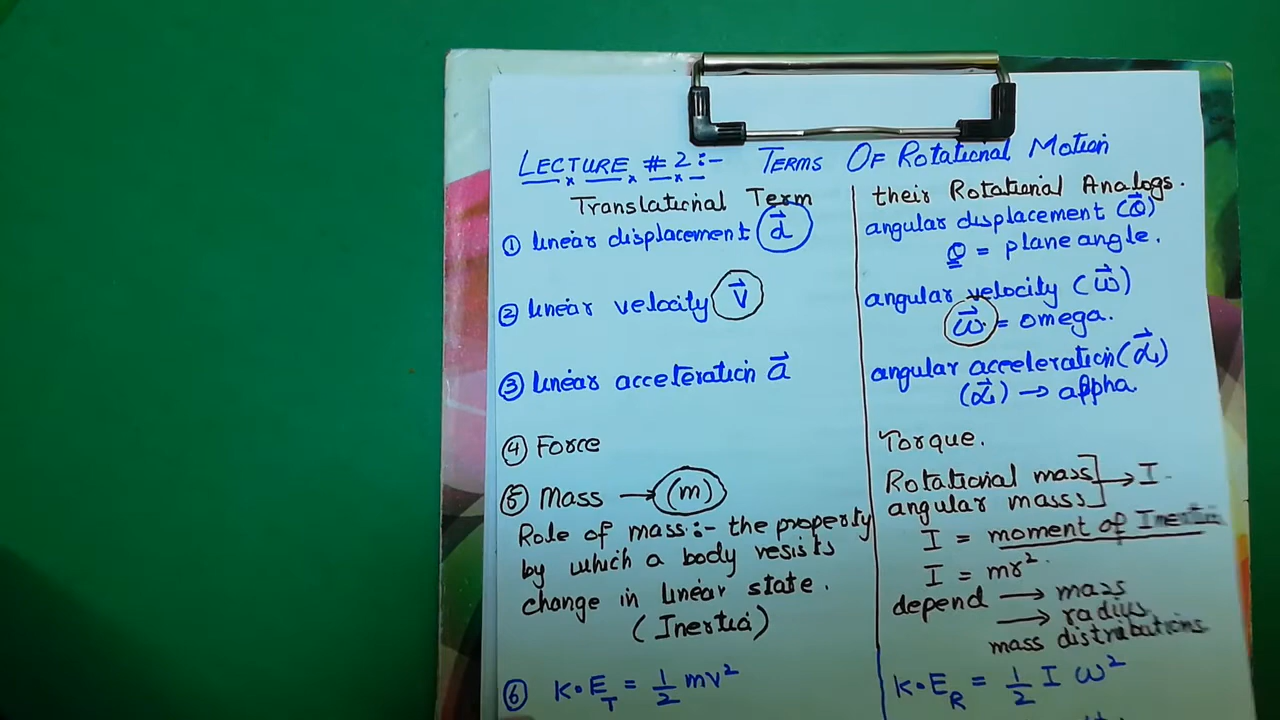 LECTURE # 2:- TERMS OF Rotational Motion
Translational Term
① linear displacement (d⃗)
② linear velocity (v⃗)
③ linear acceleration a⃗
④ Force
⑤ Mass → (m)
Role of mass:- the property
by which a body resists
change in linear state.
(Inertia)
⑥ K.E_T = 1/2 mv²
their Rotational Analogs.
angular displacement (θ⃗)
θ = plane angle.
angular velocity (ω⃗)
ω⃗ = omega.
angular acceleration (α⃗)
(α⃗) → alpha
Torque.
Rotational mass] → I.
angular masss]
I = moment of Inertia
I = mr².
depend → mass
→ radius
mass distributions
K.E_R = 1/2 I ω²